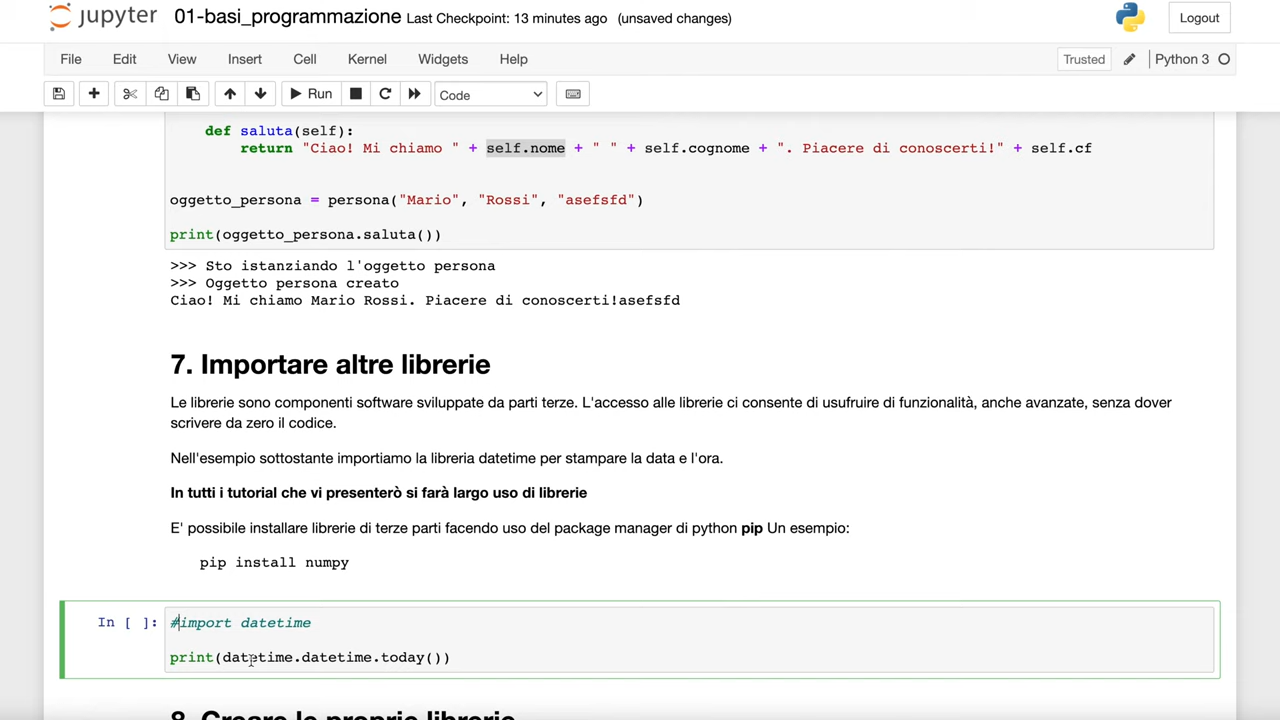 jupyter 01-basi_programmazione Last Checkpoint: 13 minutes ago (unsaved changes) Logout
File Edit View Insert Cell Kernel Widgets Help Trusted Python 3
Run Code
def saluta(self):
return "Ciao! Mi chiamo " + self.nome + " " + self.cognome + ". Piacere di conoscerti!" + self.cf
oggetto_persona = persona("Mario", "Rossi", "asefsfd")
print(oggetto_persona.saluta())
>>> Sto istanziando l'oggetto persona
>>> Oggetto persona creato
Ciao! Mi chiamo Mario Rossi. Piacere di conoscerti!asefsfd
7. Importare altre librerie
Le librerie sono componenti software sviluppate da parti terze. L'accesso alle librerie ci consente di usufruire di funzionalità, anche avanzate, senza dover
scrivere da zero il codice.
Nell'esempio sottostante importiamo la libreria datetime per stampare la data e l'ora.
In tutti i tutorial che vi presenterò si farà largo uso di librerie
E' possibile installare librerie di terze parti facendo uso del package manager di python pip Un esempio:
pip install numpy
In [ ]: #import datetime
print(datetime.datetime.today())
8. Creare le proprie librerie